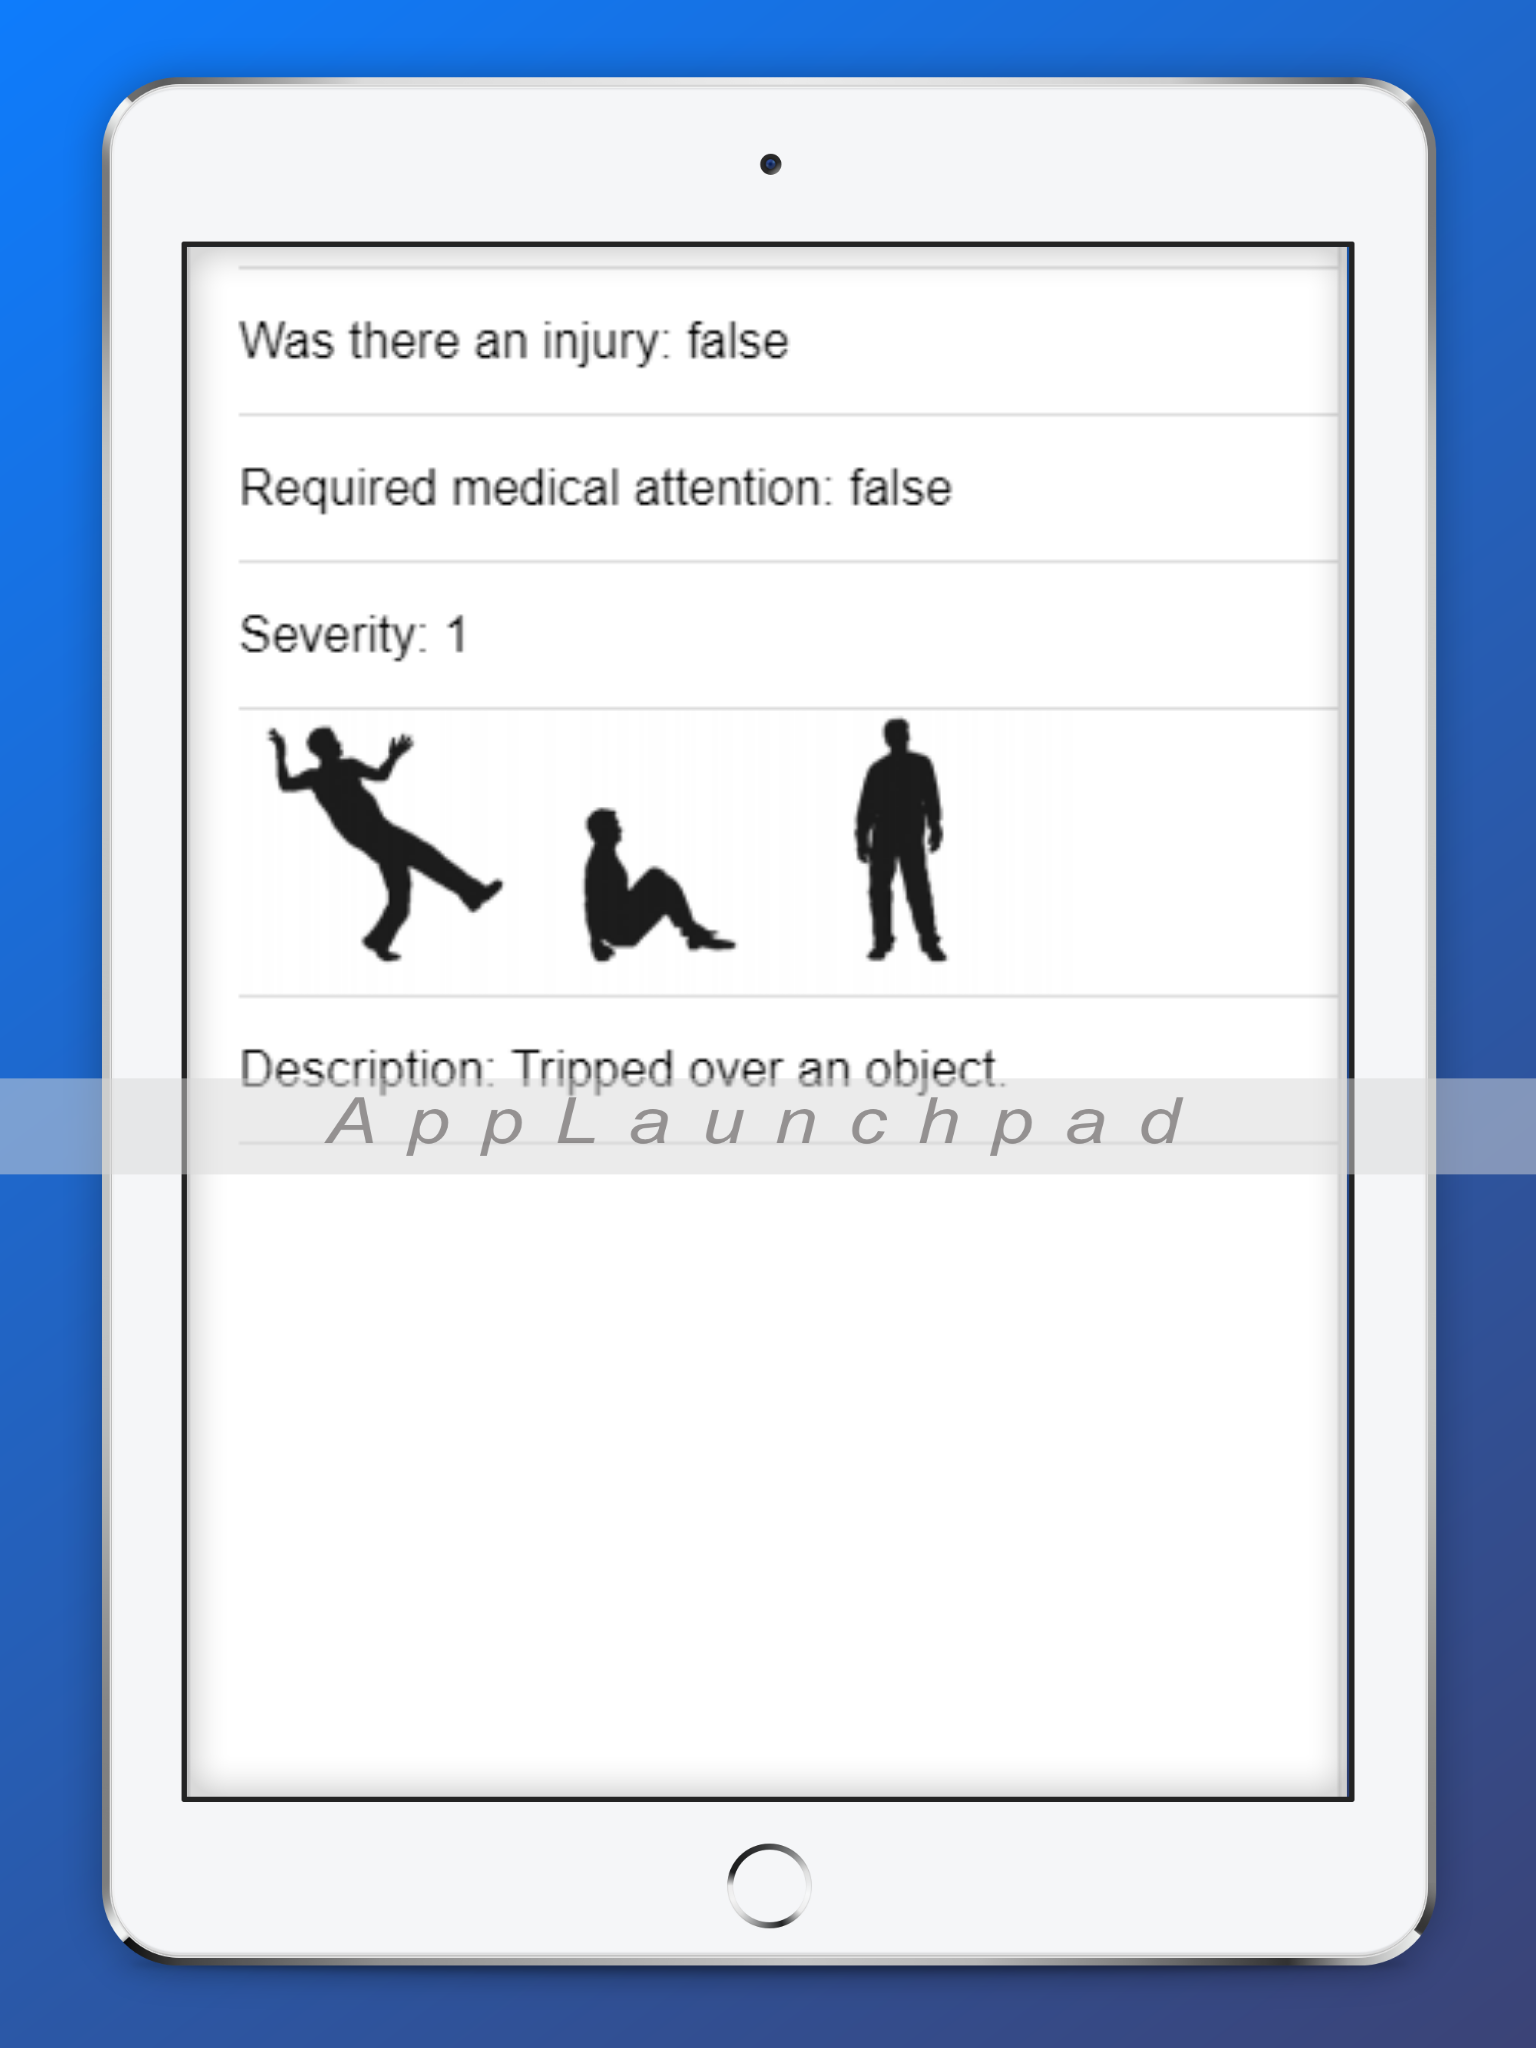 Was there an injury: false
Required medical attention: false
Severity: 1
Description: Tripped over an object.
AppLaunchpad